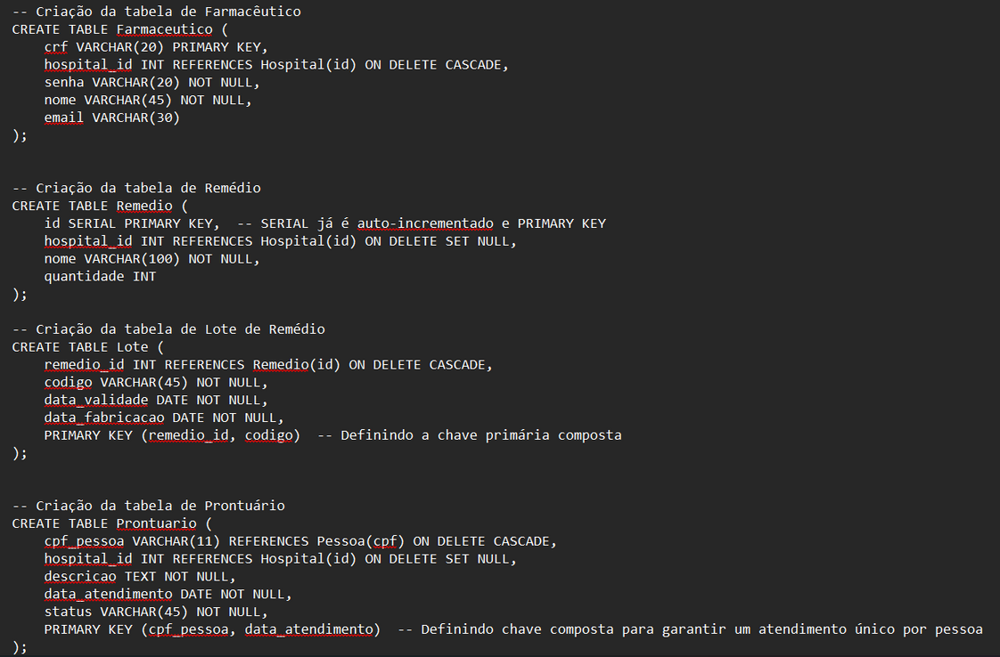 -- Criação da tabela de Farmacêutico
CREATE TABLE Farmaceutico (
    crf VARCHAR(20) PRIMARY KEY,
    hospital_id INT REFERENCES Hospital(id) ON DELETE CASCADE,
    senha VARCHAR(20) NOT NULL,
    nome VARCHAR(45) NOT NULL,
    email VARCHAR(30)
);
-- Criação da tabela de Remédio
CREATE TABLE Remedio (
    id SERIAL PRIMARY KEY,  -- SERIAL já é auto-incrementado e PRIMARY KEY
    hospital_id INT REFERENCES Hospital(id) ON DELETE SET NULL,
    nome VARCHAR(100) NOT NULL,
    quantidade INT
);
-- Criação da tabela de Lote de Remédio
CREATE TABLE Lote (
    remedio_id INT REFERENCES Remedio(id) ON DELETE CASCADE,
    codigo VARCHAR(45) NOT NULL,
    data_validade DATE NOT NULL,
    data_fabricacao DATE NOT NULL,
    PRIMARY KEY (remedio_id, codigo)  -- Definindo a chave primária composta
);
-- Criação da tabela de Prontuário
CREATE TABLE Prontuario (
    cpf_pessoa VARCHAR(11) REFERENCES Pessoa(cpf) ON DELETE CASCADE,
    hospital_id INT REFERENCES Hospital(id) ON DELETE SET NULL,
    descricao TEXT NOT NULL,
    data_atendimento DATE NOT NULL,
    status VARCHAR(45) NOT NULL,
    PRIMARY KEY (cpf_pessoa, data_atendimento)  -- Definindo chave composta para garantir um atendimento único por pessoa
);